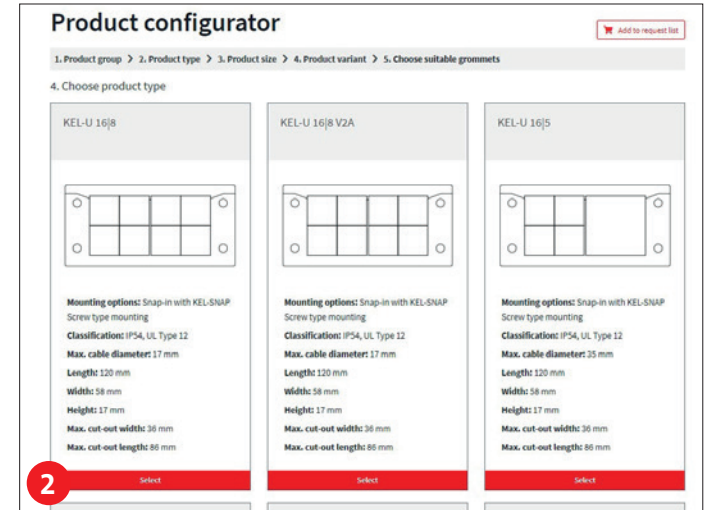 Product configurator
Add to request list
1. Product group > 2. Product type > 3. Product size > 4. Product variant > 5. Choose suitable grommets
4. Choose product type
KEL-U 16|8
Mounting options: Snap-in with KEL-SNAP
Screw type mounting
Classification: IP54, UL Type 12
Max. cable diameter: 17 mm
Length: 120 mm
Width: 58 mm
Height: 17 mm
Max. cut-out width: 36 mm
Max. cut-out length: 86 mm
Select
KEL-U 16|8 V2A
Mounting options: Snap-in with KEL-SNAP
Screw type mounting
Classification: IP54, UL Type 12
Max. cable diameter: 17 mm
Length: 120 mm
Width: 58 mm
Height: 17 mm
Max. cut-out width: 36 mm
Max. cut-out length: 86 mm
Select
KEL-U 16|5
Mounting options: Snap-in with KEL-SNAP
Screw type mounting
Classification: IP54, UL Type 12
Max. cable diameter: 35 mm
Length: 120 mm
Width: 58 mm
Height: 17 mm
Max. cut-out width: 36 mm
Max. cut-out length: 86 mm
Select
2